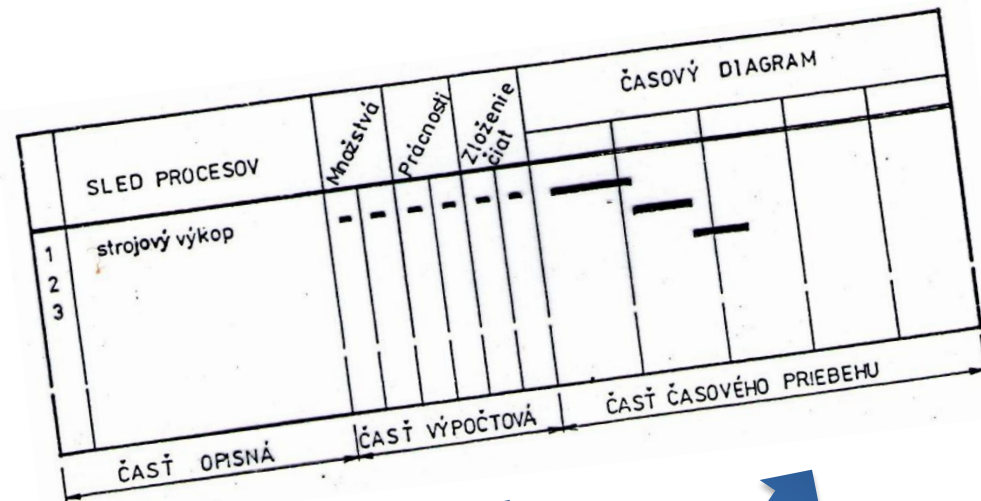 SLED PROCESOV
Množstvá
Prácnosti
Zloženie
čiat
ČASOVÝ DIAGRAM
1 strojový výkop
2
3
ČASŤ OPISNÁ
ČASŤ VÝPOČTOVÁ
ČASŤ ČASOVÉHO PRIEBEHU